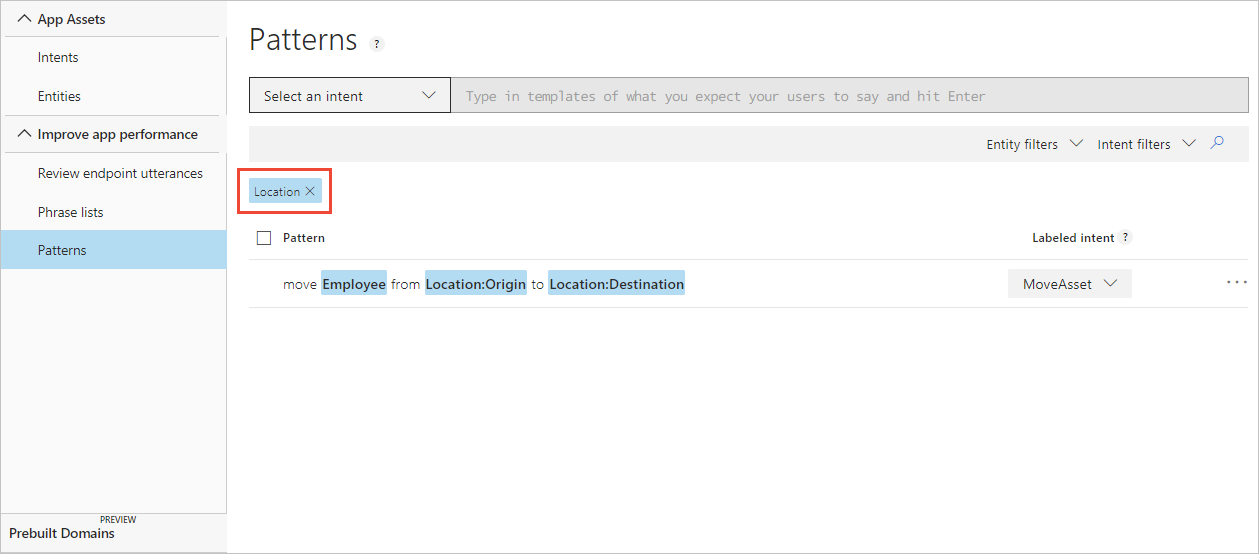 App Assets
Intents
Entities
Improve app performance
Review endpoint utterances
Phrase lists
Patterns
PREVIEW
Prebuilt Domains
Patterns ?
Select an intent Type in templates of what you expect your users to say and hit Enter
Entity filters Intent filters
Location
Pattern Labeled intent ?
move Employee from Location:Origin to Location:Destination MoveAsset ...